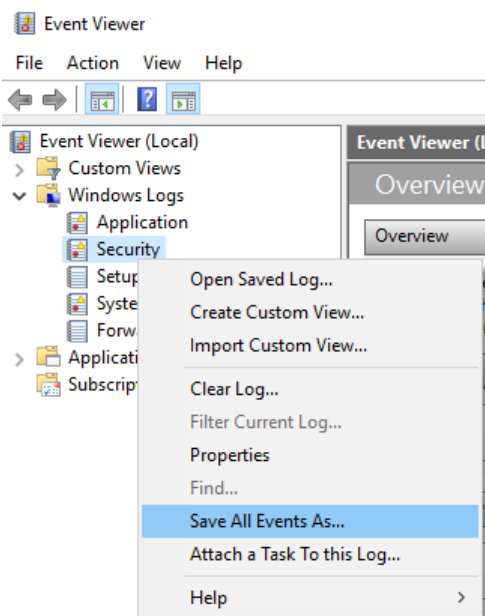 Event Viewer
File Action View Help
Event Viewer (Local)
Custom Views
Windows Logs
Application
Security
Setup
Syste
Forw
Applicati
Subscrip
Event Viewer (L
Overview
Overview
Open Saved Log...
Create Custom View...
Import Custom View...
Clear Log...
Filter Current Log...
Properties
Find...
Save All Events As...
Attach a Task To this Log...
Help